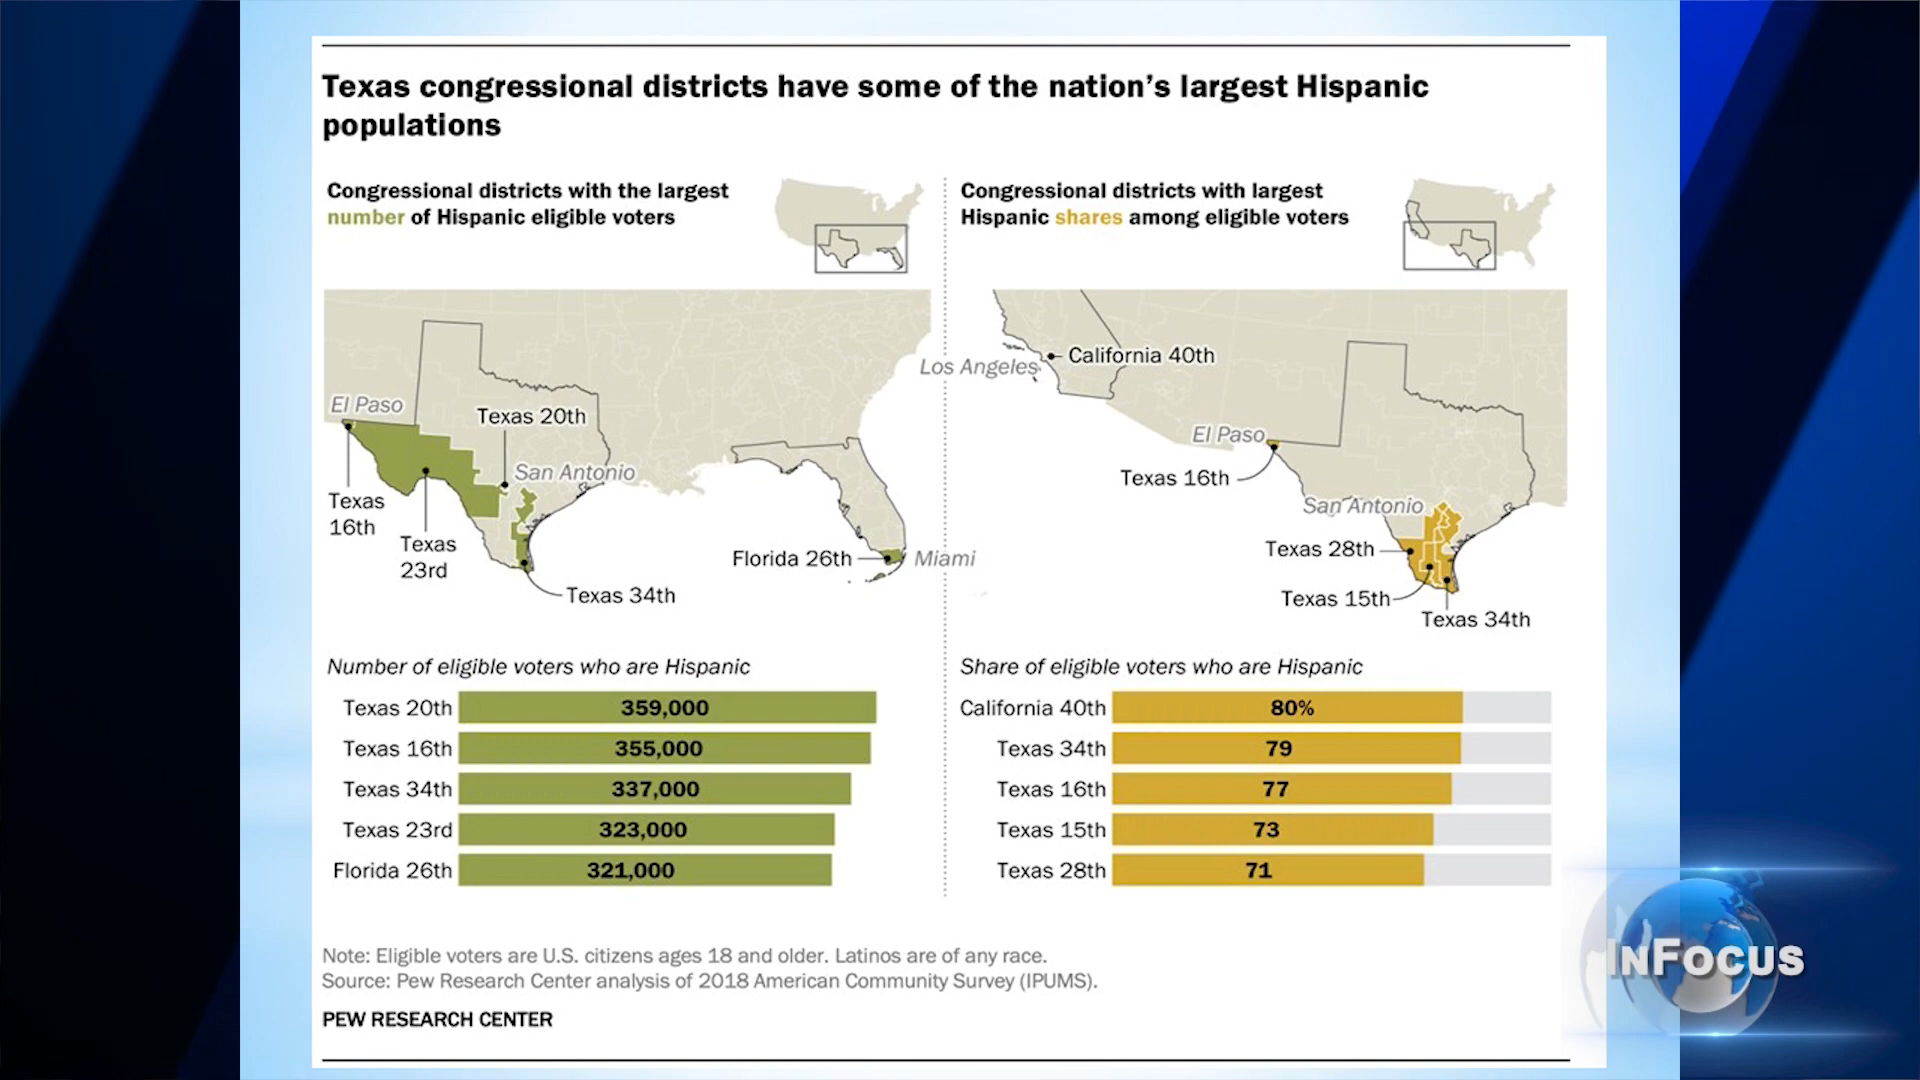 Texas congressional districts have some of the nation's largest Hispanic
populations
Congressional districts with the largest
number of Hispanic eligible voters
El Paso
Texas 20th
San Antonio
Texas
16th
Texas
23rd
Florida 26th
Miami
Texas 34th
Number of eligible voters who are Hispanic
Texas 20th 359,000
Texas 16th 355,000
Texas 34th 337,000
Texas 23rd 323,000
Florida 26th 321,000
Congressional districts with largest
Hispanic shares among eligible voters
Los Angeles
California 40th
El Paso
Texas 16th
San Antonio
Texas 28th
Texas 15th
Texas 34th
Share of eligible voters who are Hispanic
California 40th 80%
Texas 34th 79
Texas 16th 77
Texas 15th 73
Texas 28th 71
Note: Eligible voters are U.S. citizens ages 18 and older. Latinos are of any race.
Source: Pew Research Center analysis of 2018 American Community Survey (IPUMS).
PEW RESEARCH CENTER
INFOCUS